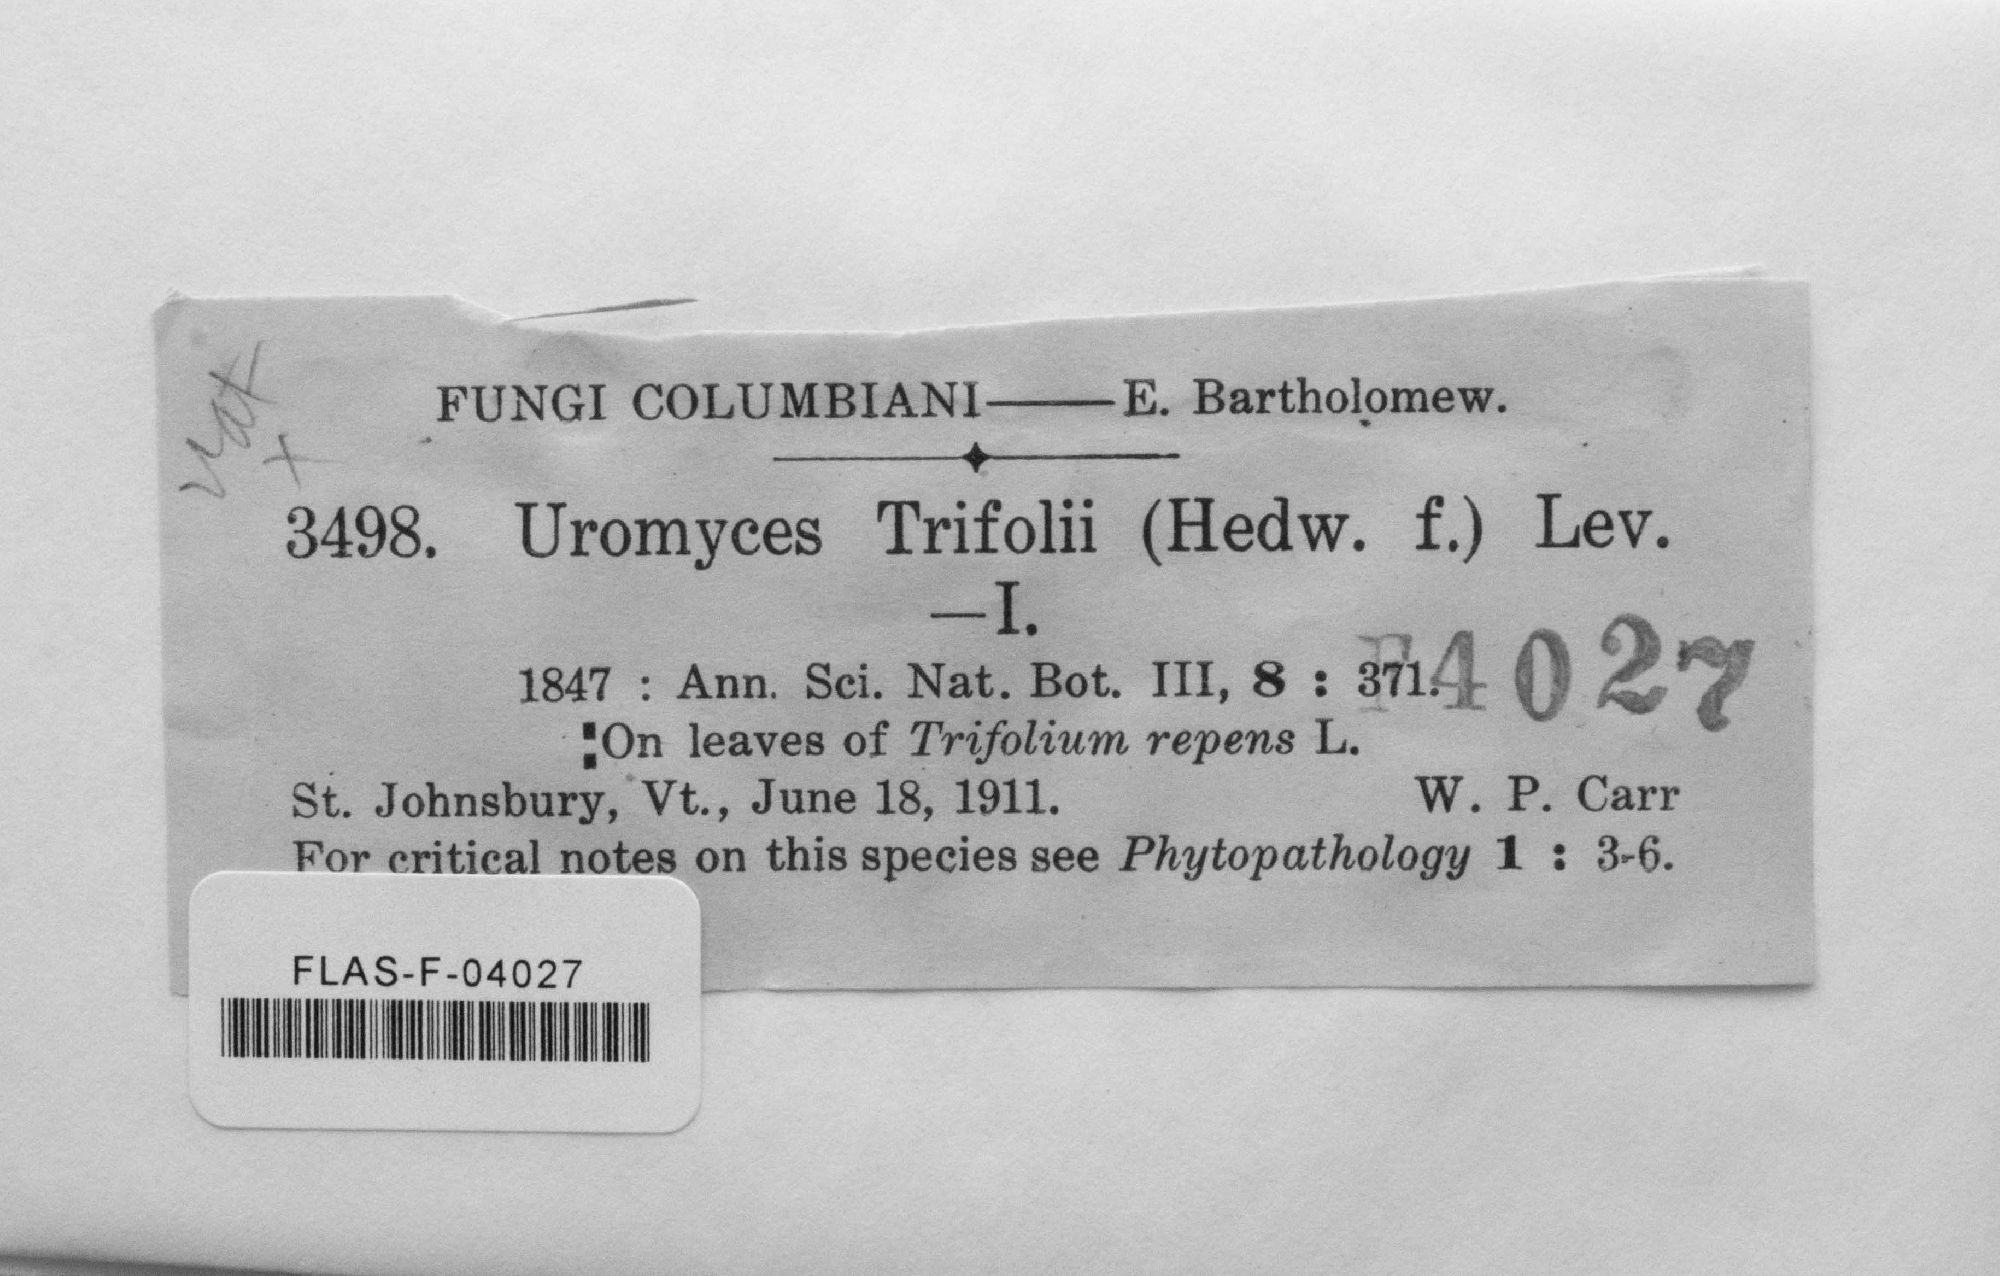 FUNGI COLUMBIANI——E. Bartholomew.
3498. Uromyces Trifolii (Hedw. f.) Lev.
—I.
F4027
1847 : Ann. Sci. Nat. Bot. III, 8 : 371.
On leaves of Trifolium repens L.
St. Johnsbury, Vt., June 18, 1911. W. P. Carr
For critical notes on this species see Phytopathology 1 : 3-6.
FLAS-F-04027